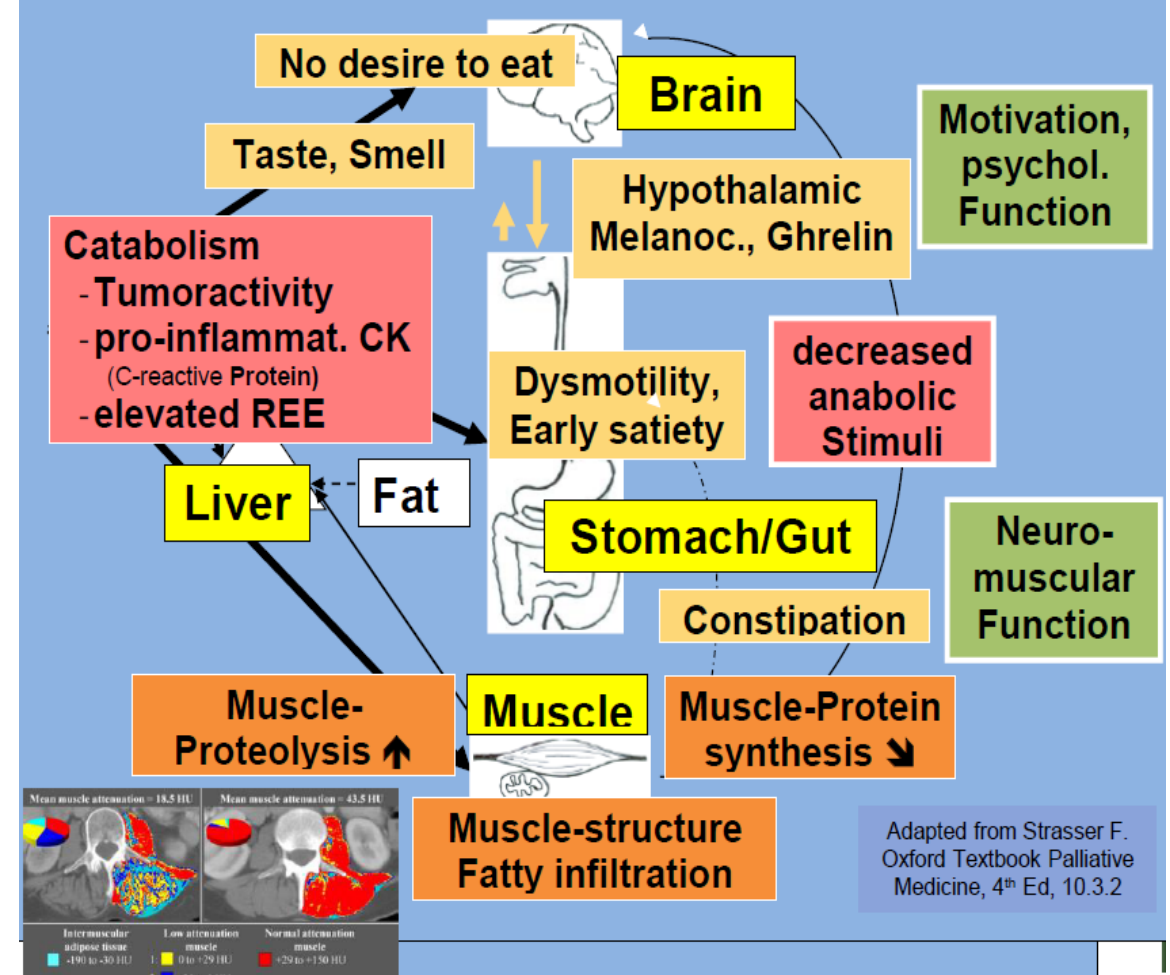 No desire to eat
Brain
Taste, Smell
Motivation,
psychol.
Function
Hypothalamic
Melanoc., Ghrelin
Catabolism
- Tumoractivity
- pro-inflammat. CK
(C-reactive Protein)
- elevated REE
decreased
anabolic
Stimuli
Dysmotility,
Early satiety
Liver
Fat
Stomach/Gut
Neuro-
muscular
Function
Constipation
Muscle-
Proteolysis ↑
Muscle
Muscle-Protein
synthesis ↘
Muscle-structure
Fatty infiltration
Mean muscle attenuation = 18.5 HU
Mean muscle attenuation = 43.5 HU
Intermuscular
adipose tissue
-190 to -30 HU
Low attenuation
muscle
1: 0 to +29 HU
Normal attenuation
muscle
+29 to +150 HU
Adapted from Strasser F.
Oxford Textbook Palliative
Medicine, 4th Ed, 10.3.2